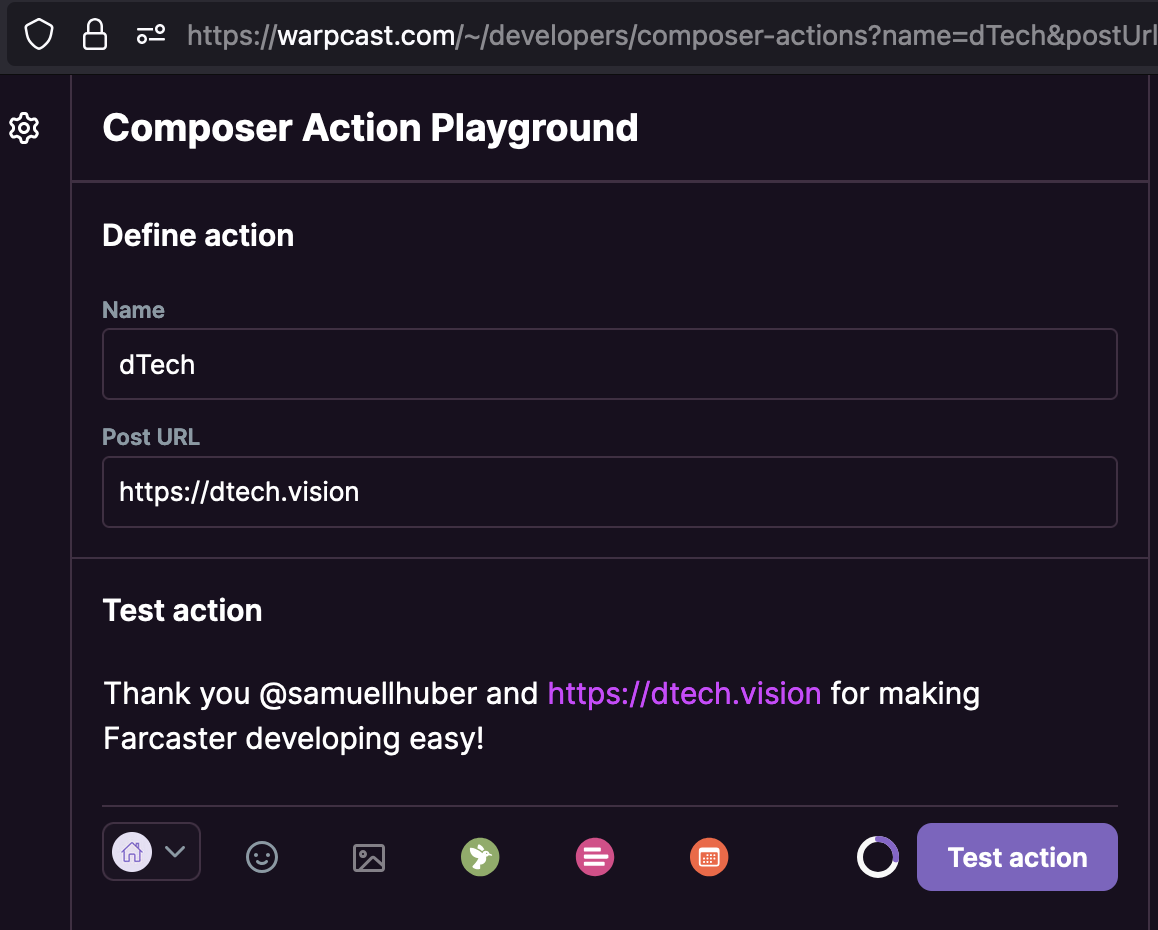 https://warpcast.com/~/developers/composer-actions?name=dTech&postUrl
Composer Action Playground
Define action
Name
dTech
Post URL
https://dtech.vision
Test action
Thank you @samuellhuber and https://dtech.vision for making
Farcaster developing easy!
Test action